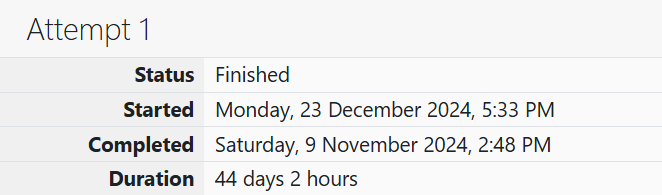 Attempt 1
Status Finished
Started Monday, 23 December 2024, 5:33 PM
Completed Saturday, 9 November 2024, 2:48 PM
Duration 44 days 2 hours